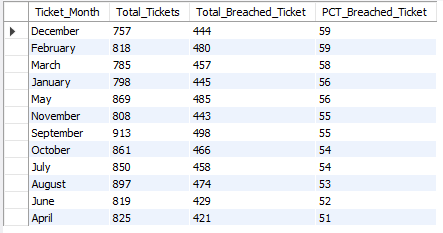 Ticket_Month Total_Tickets Total_Breached_Ticket PCT_Breached_Ticket
December 757 444 59
February 818 480 59
March 785 457 58
January 798 445 56
May 869 485 56
November 808 443 55
September 913 498 55
October 861 466 54
July 850 458 54
August 897 474 53
June 819 429 52
April 825 421 51